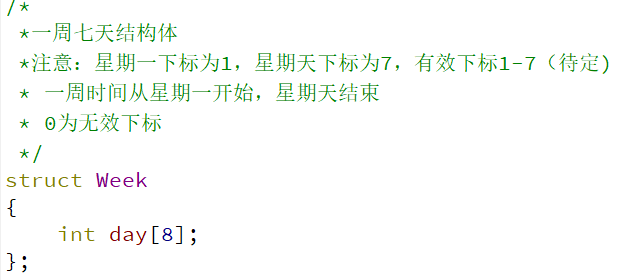 /*
 *一周七天结构体
 *注意：星期一下标为1，星期天下标为7，有效下标1-7（待定)
 * 一周时间从星期一开始，星期天结束
 * 0为无效下标
 */
struct Week
{
    int day[8];
};